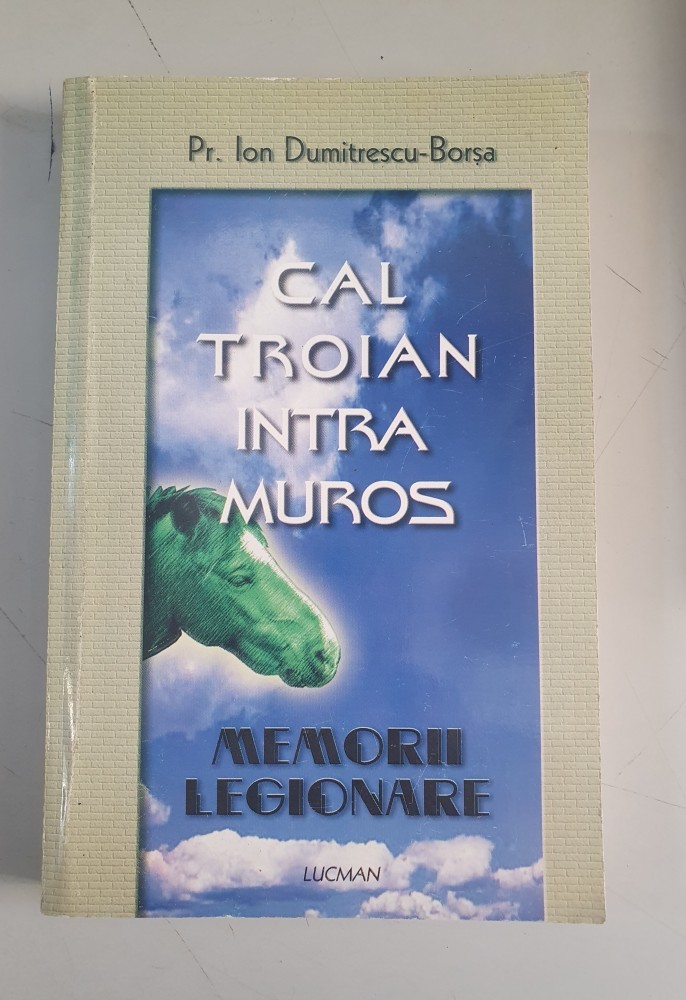 Pr. Ion Dumitrescu-Borșa
CAL
TROIAN
INTRA
MUROS
MEMORII
LEGIONARE
LUCMAN